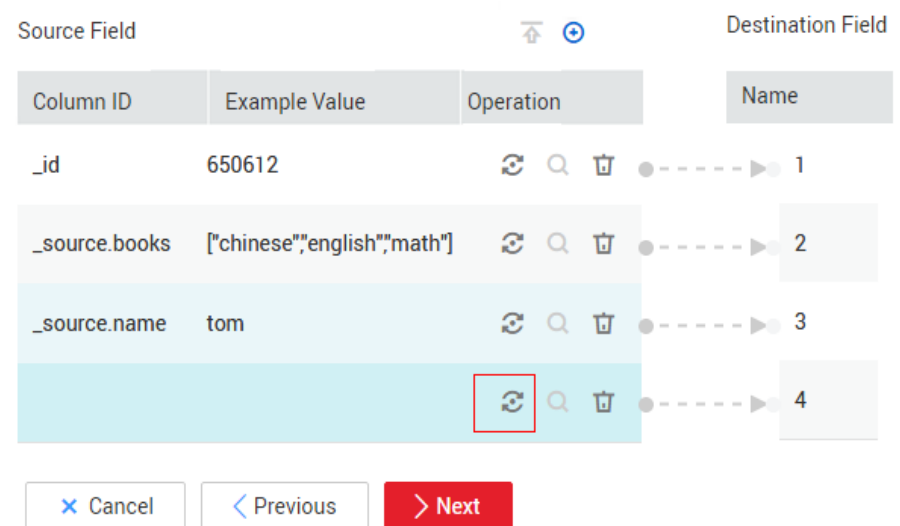 Source Field Destination Field
Column ID Example Value Operation Name
_id 650612 1
_source.books ["chinese"","english"","math"] 2
_source.name tom 3
4
Cancel Previous Next